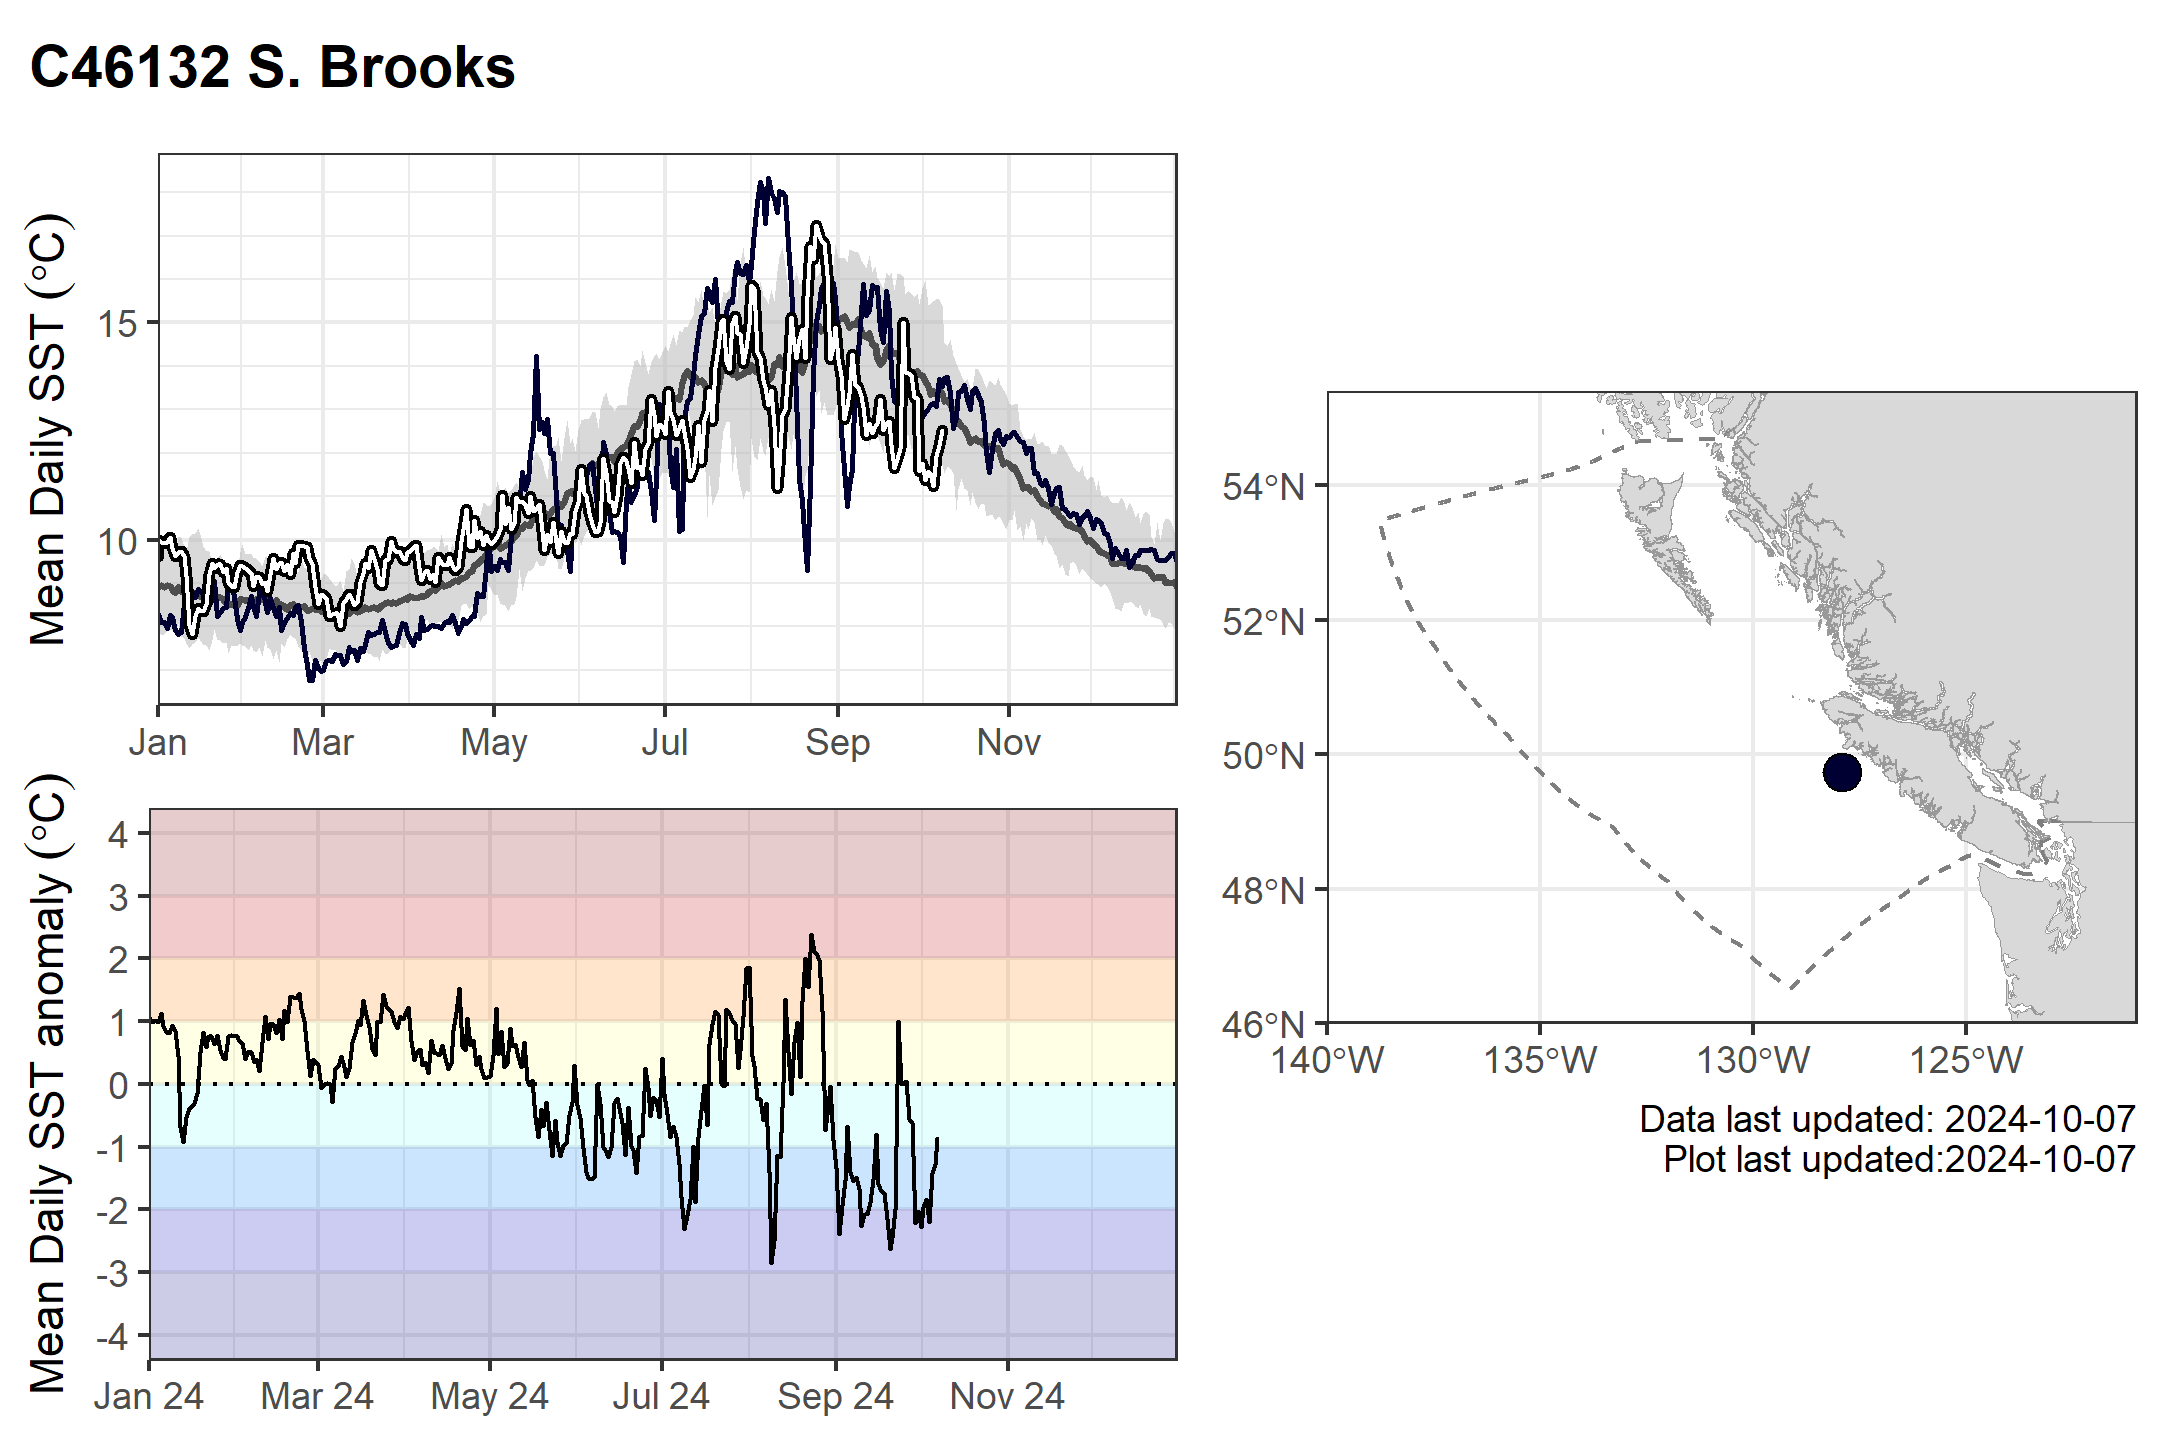 C46132 S. Brooks
Mean Daily SST (°C)
15
10
Jan Mar May Jul Sep Nov
Mean Daily SST anomaly (°C)
4
3
2
1
0
-1
-2
-3
-4
Jan 24 Mar 24 May 24 Jul 24 Sep 24 Nov 24
54°N
52°N
50°N
48°N
46°N
140°W 135°W 130°W 125°W
Data last updated: 2024-10-07
Plot last updated:2024-10-07